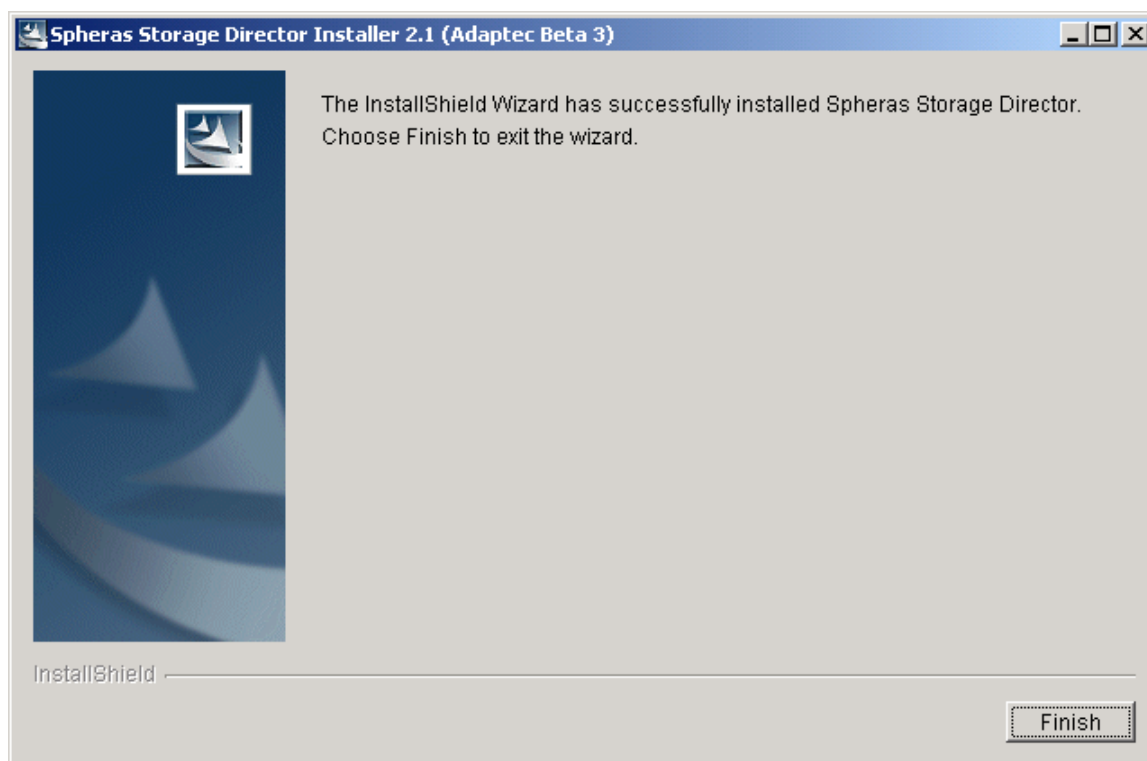 Spheras Storage Director Installer 2.1 (Adaptec Beta 3)
The InstallShield Wizard has successfully installed Spheras Storage Director.
Choose Finish to exit the wizard.
InstallShield
Finish